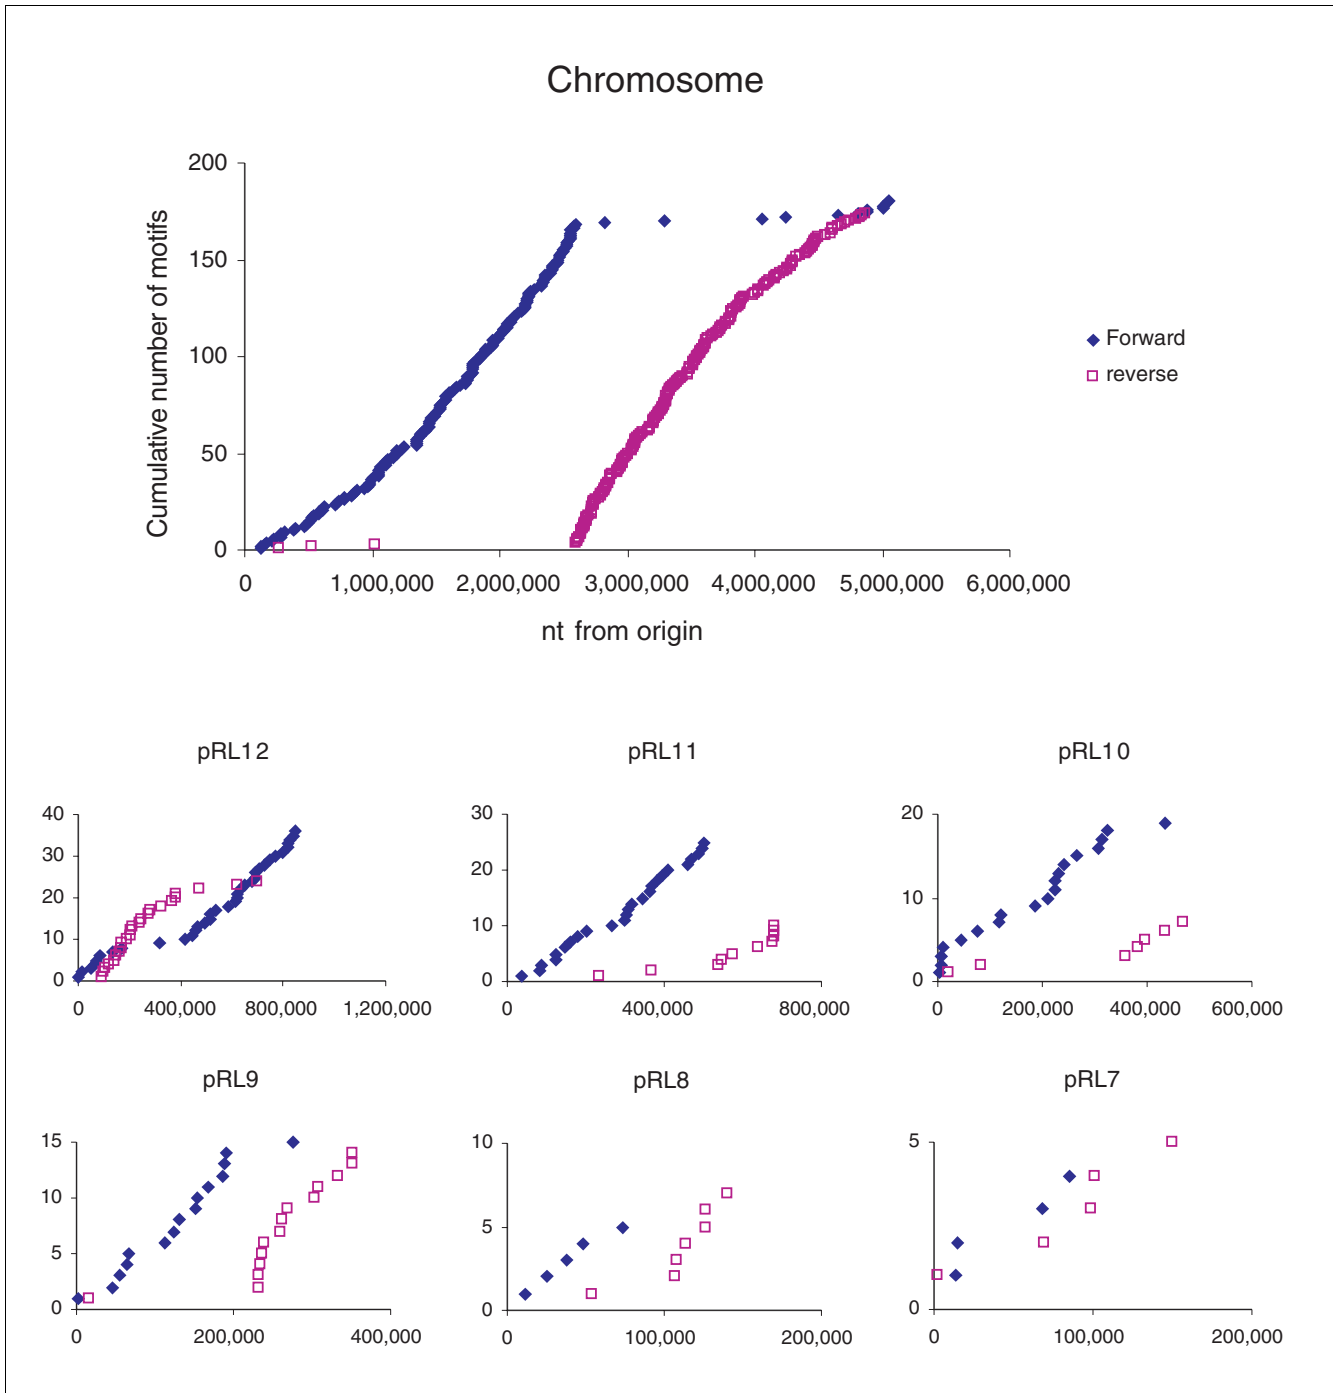 Chromosome
200
150
100
50
0
Cumulative number of motifs
0 1,000,000 2,000,000 3,000,000 4,000,000 5,000,000 6,000,000
nt from origin
Forward
reverse
pRL12
40
30
20
10
0
0 400,000 800,000 1,200,000
pRL11
30
20
10
0
0 400,000 800,000
pRL10
20
10
0
0 200,000 400,000 600,000
pRL9
15
10
5
0
0 200,000 400,000
pRL8
10
5
0
0 100,000 200,000
pRL7
5
0
0 100,000 200,000